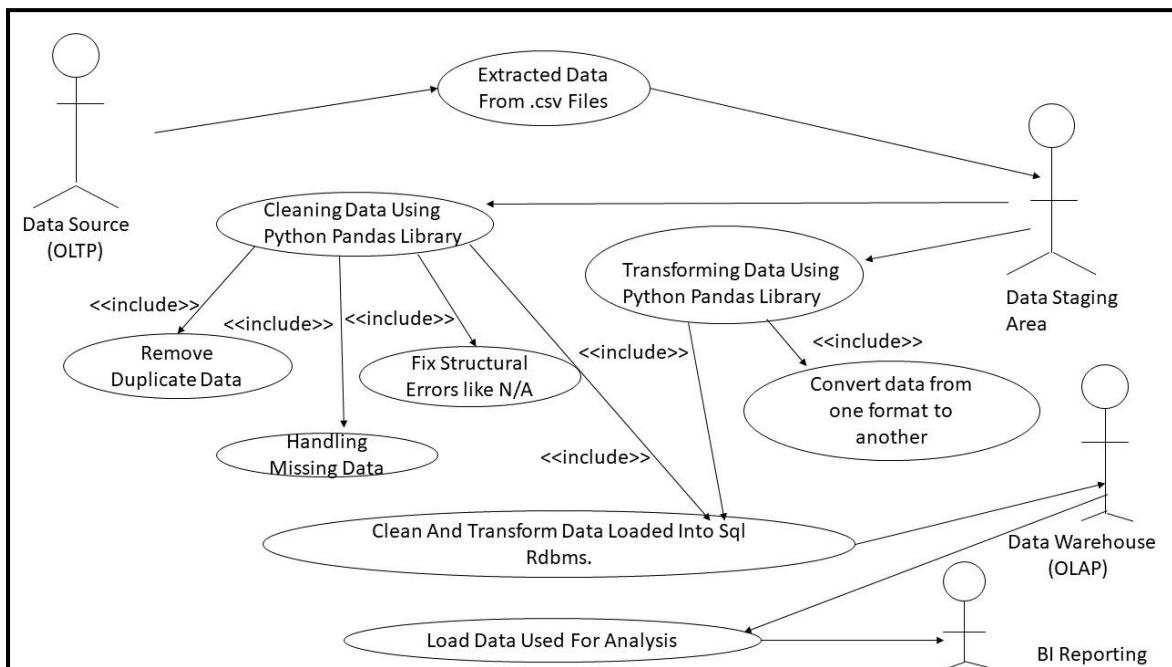 Extracted Data
From .csv Files
Data Source
(OLTP)
Cleaning Data Using
Python Pandas Library
Transforming Data Using
Python Pandas Library
Data Staging
Area
<<include>>
<<include>>
<<include>>
<<include>>
<<include>>
Remove
Duplicate Data
Fix Structural
Errors like N/A
Convert data from
one format to
another
Handling
Missing Data
<<include>>
Clean And Transform Data Loaded Into Sql
Rdbms.
Data Warehouse
(OLAP)
Load Data Used For Analysis
BI Reporting